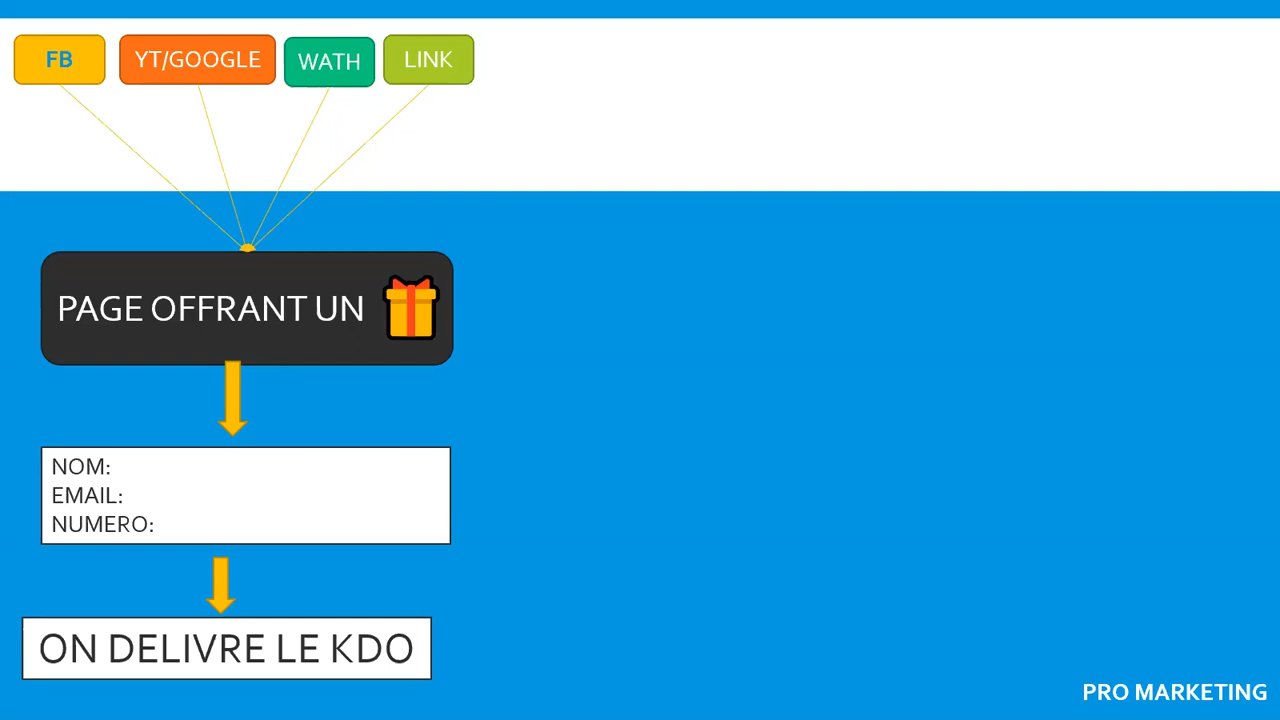 FB
YT/GOOGLE
WATH
LINK
PAGE OFFRANT UN
NOM:
EMAIL:
NUMERO:
ON DELIVRE LE KDO
PRO MARKETING